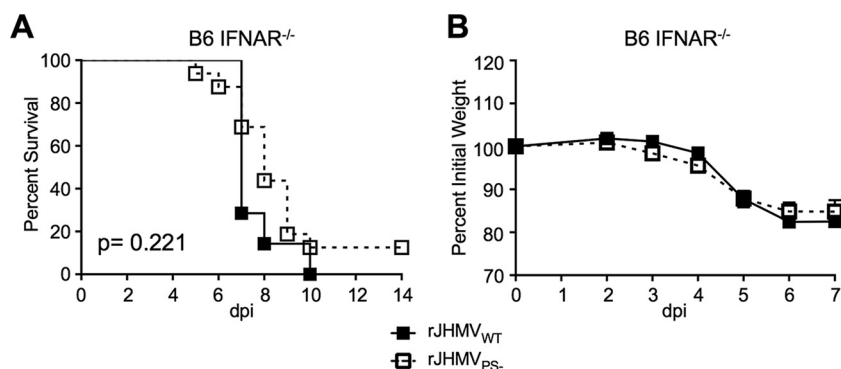 A
B6 IFNAR-/-
Percent Survival
100
80
60
40
20
0
p= 0.221
0 2 4 6 8 10 12 14
dpi
B
B6 IFNAR-/-
Percent Initial Weight
120
110
100
90
80
70
0 1 2 3 4 5 6 7
dpi
rJHMVWT
rJHMVPS-